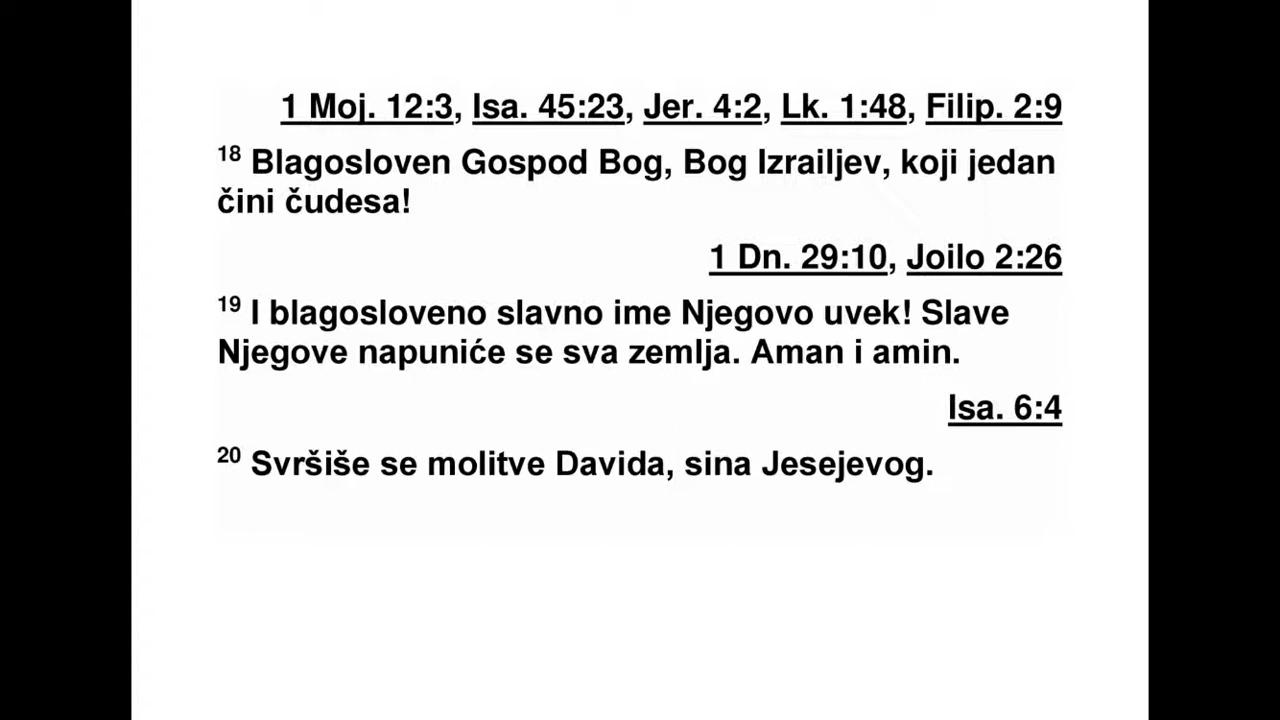 1 Moj. 12:3, Isa. 45:23, Jer. 4:2, Lk. 1:48, Filip. 2:9
18 Blagosloven Gospod Bog, Bog Izrailjev, koji jedan
čini čudesa!
1 Dn. 29:10, Joilo 2:26
19 I blagosloveno slavno ime Njegovo uvek! Slave
Njegove napuniće se sva zemlja. Aman i amin.
Isa. 6:4
20 Svršiše se molitve Davida, sina Jesejevog.